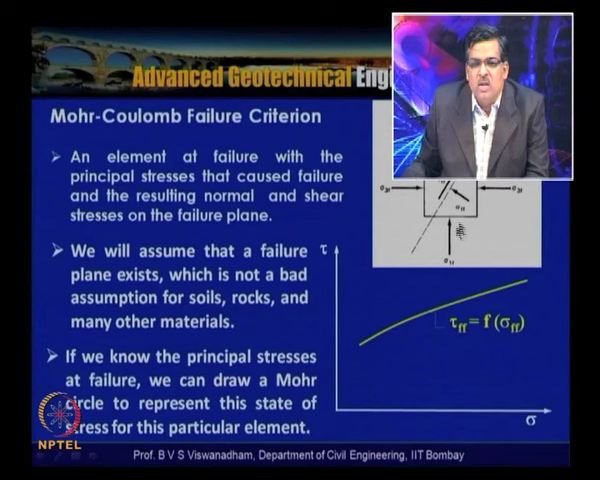 Advanced Geotechnical Engi
Mohr-Coulomb Failure Criterion
An element at failure with the
principal stresses that caused failure
and the resulting normal and shear
stresses on the failure plane.
We will assume that a failure
plane exists, which is not a bad
assumption for soils, rocks, and
many other materials.
If we know the principal stresses
at failure, we can draw a Mohr
circle to represent this state of
stress for this particular element.
τ
τff = f (σff)
σ
NPTEL
Prof. B V S Viswanadham, Department of Civil Engineering, IIT Bombay